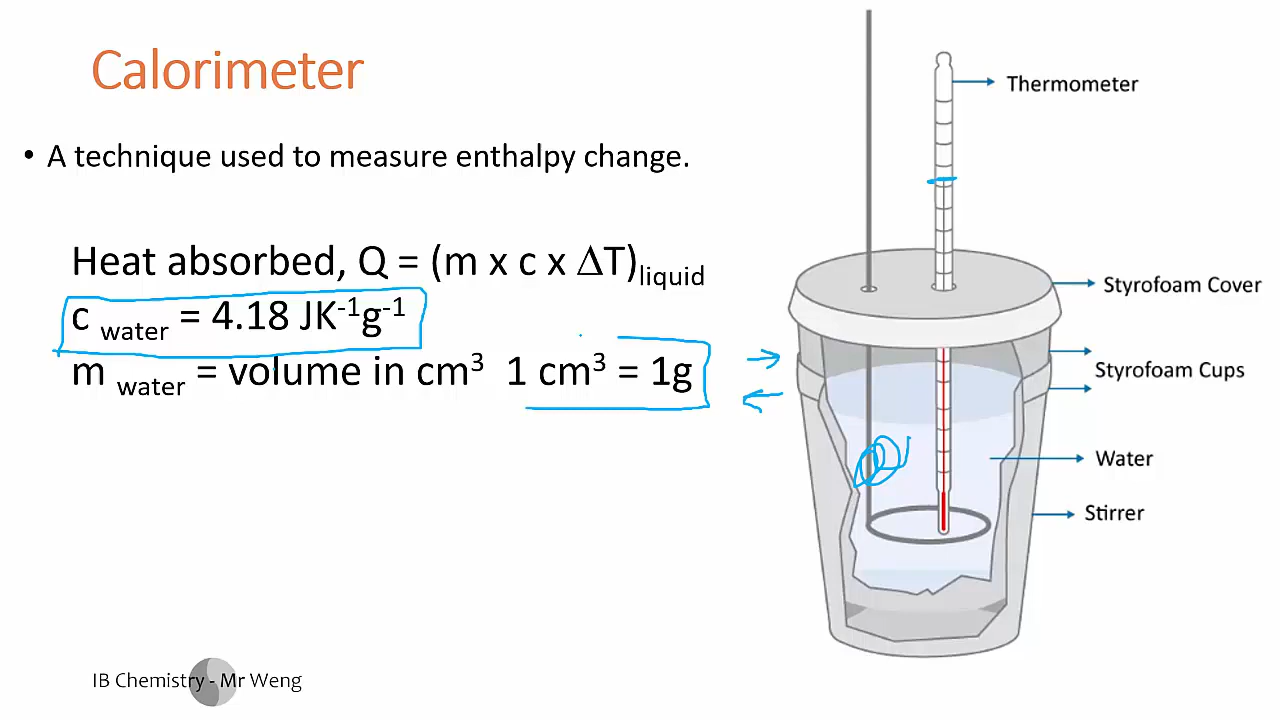 Calorimeter
• A technique used to measure enthalpy change.
Heat absorbed, Q = (m x c x ΔT)liquid
c water = 4.18 JK⁻¹g⁻¹
m water = volume in cm³ 1 cm³ = 1g
Thermometer
Styrofoam Cover
Styrofoam Cups
Water
Stirrer
IB Chemistry - Mr Weng